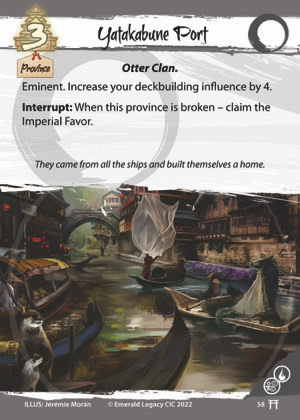 Yatakabune Port
3
Province
Otter Clan.
Eminent. Increase your deckbuilding influence by 4.
Interrupt: When this province is broken – claim the
Imperial Favor.
They came from all the ships and built themselves a home.
ILLUS: Jérémie Morán © Emerald Legacy CIC 2022 58